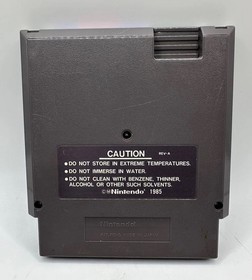 CAUTION REV-A
• DO NOT STORE IN EXTREME TEMPERATURES.
• DO NOT IMMERSE IN WATER.
• DO NOT CLEAN WITH BENZENE, THINNER,
ALCOHOL OR OTHER SUCH SOLVENTS.
©Nintendo 1985